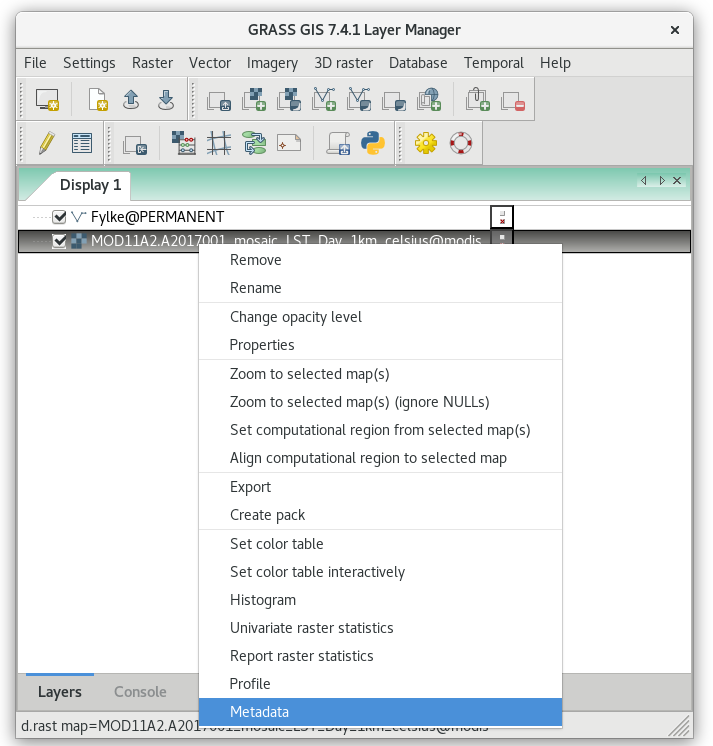 GRASS GIS 7.4.1 Layer Manager
File Settings Raster Vector Imagery 3D raster Database Temporal Help
Display 1
Fylke@PERMANENT
MOD11A2.A2017001_mosaic_LST_Day_1km_celsius@modis
Remove
Rename
Change opacity level
Properties
Zoom to selected map(s)
Zoom to selected map(s) (ignore NULLs)
Set computational region from selected map(s)
Align computational region to selected map
Export
Create pack
Set color table
Set color table interactively
Histogram
Univariate raster statistics
Report raster statistics
Profile
Metadata
Layers Console
d.rast map=MOD11A2.A2017001_mosaic_LST_Day_1km_celsius@modis